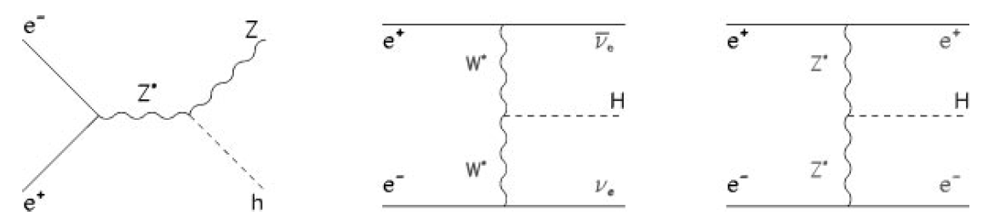 e⁻ Z
Z*
e⁺ h
e⁺ ν̅ₑ
W*
H
W*
e⁻ νₑ
e⁺ e⁺
Z*
H
Z*
e⁻ e⁻